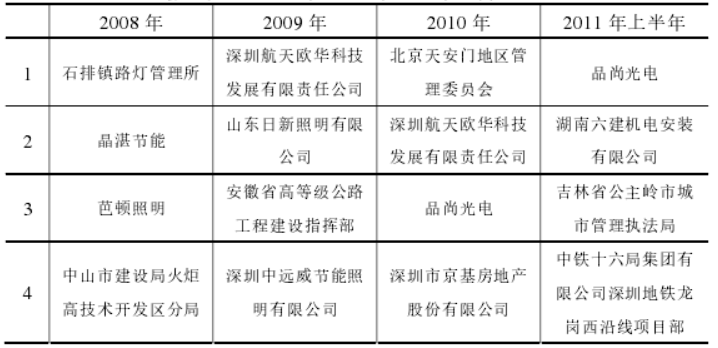 2008 年 2009 年 2010 年 2011 年上半年
1 石排镇路灯管理所 深圳航天欧华科技 北京天安门地区管 品尚光电
发展有限责任公司 理委员会
2 晶湛节能 山东日新照明有限 深圳航天欧华科技 湖南六建机电安装
公司 发展有限责任公司 有限公司
3 芭顿照明 安徽省高等级公路 品尚光电 吉林省公主岭市城
工程建设指挥部 市管理执法局
4 中山市建设局火炬 深圳中远威节能照 深圳市京基房地产 中铁十六局集团有
高技术开发区分局 明有限公司 股份有限公司 限公司深圳地铁龙
岗西沿线项目部